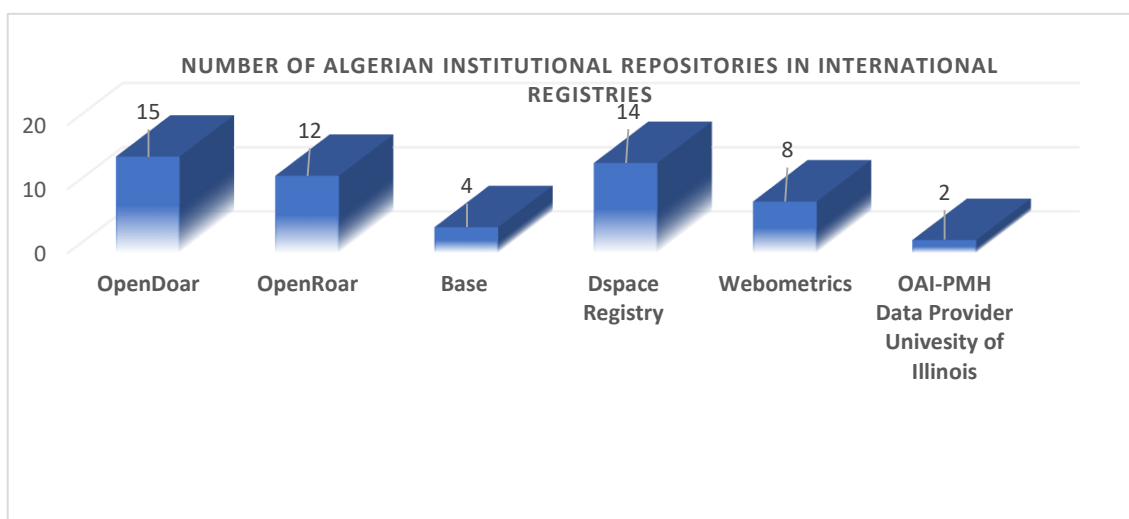 NUMBER OF ALGERIAN INSTITUTIONAL REPOSITORIES IN INTERNATIONAL
REGISTRIES
20
10
0
15
12
4
14
8
2
OpenDoar
OpenRoar
Base
Dspace
Registry
Webometrics
OAI-PMH
Data Provider
Univesity of
Illinois